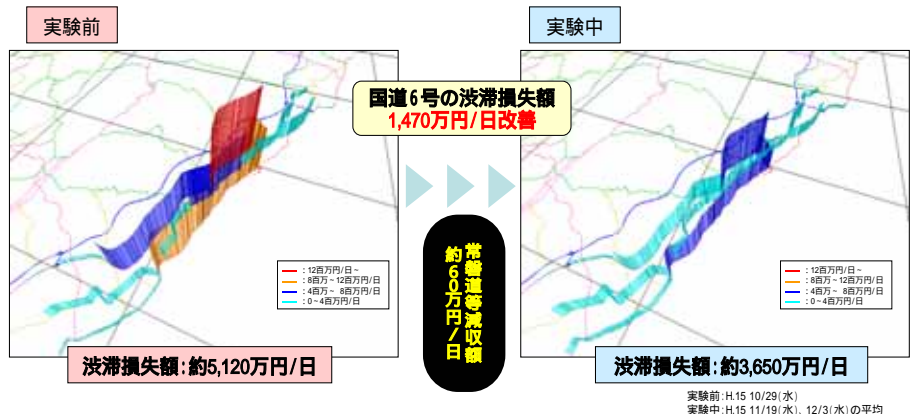 実験前
実験中
国道6号の渋滞損失額
1,470万円/日改善
常磐道等減収額
約60万円/日
:12百万円/日~
:8百万~12百万円/日
:4百万~ 8百万円/日
:0~4百万円/日
:12百万円/日~
:8百万~12百万円/日
:4百万~ 8百万円/日
:0~4百万円/日
渋滞損失額:約5,120万円/日
渋滞損失額:約3,650万円/日
実験前:H.15 10/29(水)
実験中:H.15 11/19(水)、12/3(水)の平均